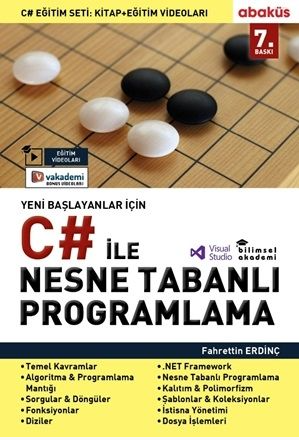 C# EĞİTİM SETİ: KİTAP+EĞİTİM VİDEOLARI
abaküs
7.
BASKI
EĞİTİM
VİDEOLARI
vakademi
BONUS VİDEOLARI
YENİ BAŞLAYANLAR İÇİN
C# İLE
Visual
Studio
bilimsel
akademi
NESNE TABANLI
PROGRAMLAMA
Fahrettin ERDİNÇ
• Temel Kavramlar
• Algoritma & Programlama
Mantığı
• Sorgular & Döngüler
• Fonksiyonlar
• Diziler
• .NET Framework
• Nesne Tabanlı Programlama
• Kalıtım & Polimorfizm
• Şablonlar & Koleksiyonlar
• İstisna Yönetimi
• Dosya İşlemleri